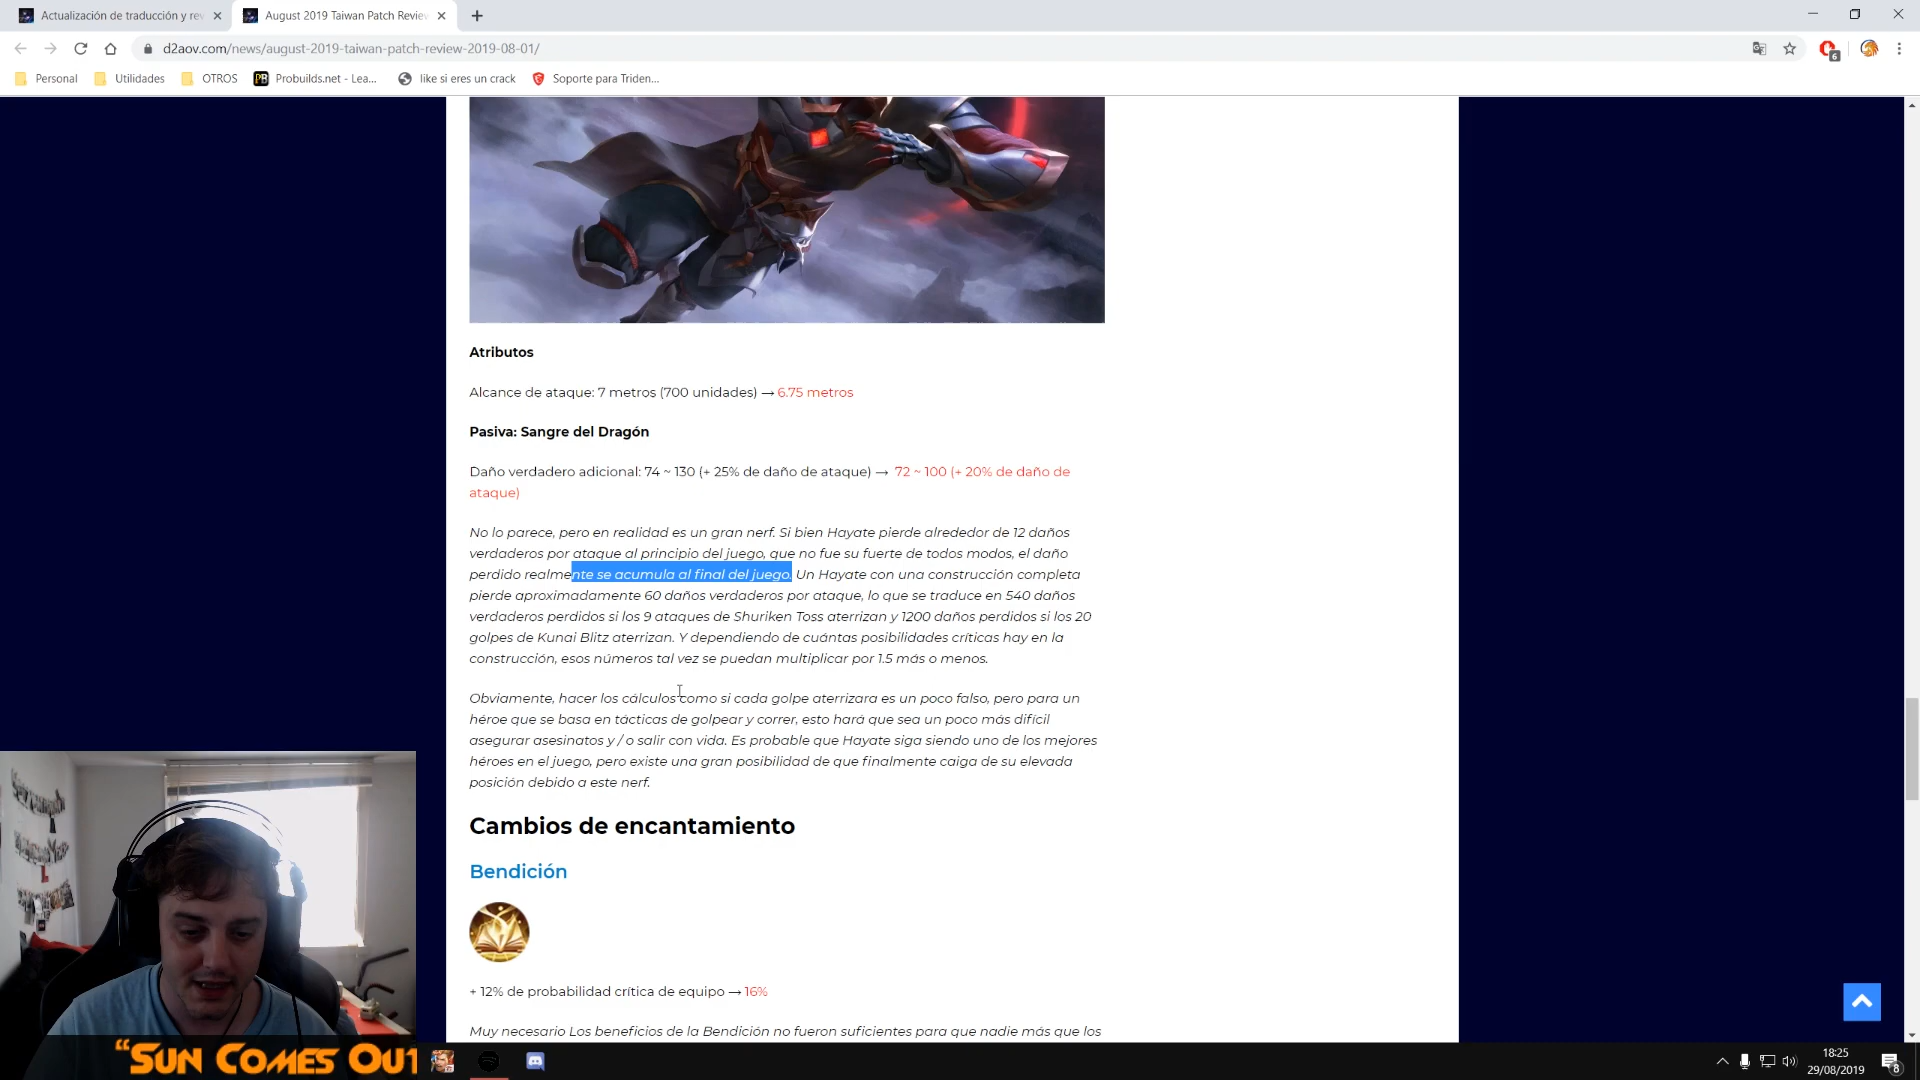 Actualización de traducción y rev
August 2019 Taiwan Patch Review
d2aov.com/news/august-2019-taiwan-patch-review-2019-08-01/
6
Personal
Utilidades
OTROS
PB
Probuilds.net - Lea...
like si eres un crack
Soporte para Triden...
Atributos
Alcance de ataque: 7 metros (700 unidades) → 6.75 metros
Pasiva: Sangre del Dragón
Daño verdadero adicional: 74 ~ 130 (+ 25% de daño de ataque) → 72 ~ 100 (+ 20% de daño de
ataque)
No lo parece, pero en realidad es un gran nerf. Si bien Hayate pierde alrededor de 12 daños
verdaderos por ataque al principio del juego, que no fue su fuerte de todos modos, el daño
perdido realmente se acumula al final del juego. Un Hayate con una construcción completa
pierde aproximadamente 60 daños verdaderos por ataque, lo que se traduce en 540 daños
verdaderos perdidos si los 9 ataques de Shuriken Toss aterrizan y 1200 daños perdidos si los 20
golpes de Kunai Blitz aterrizan. Y dependiendo de cuántas posibilidades críticas hay en la
construcción, esos números tal vez se puedan multiplicar por 1.5 más o menos.
Obviamente, hacer los cálculos como si cada golpe aterrizara es un poco falso, pero para un
héroe que se basa en tácticas de golpear y correr, esto hará que sea un poco más difícil
asegurar asesinatos y / o salir con vida. Es probable que Hayate siga siendo uno de los mejores
héroes en el juego, pero existe una gran posibilidad de que finalmente caiga de su elevada
posición debido a este nerf.
Cambios de encantamiento
Bendición
+ 12% de probabilidad crítica de equipo → 16%
Muy necesario Los beneficios de la Bendición no fueron suficientes para que nadie más que los
“SUN COMES OUT
18:25
29/08/2019
8